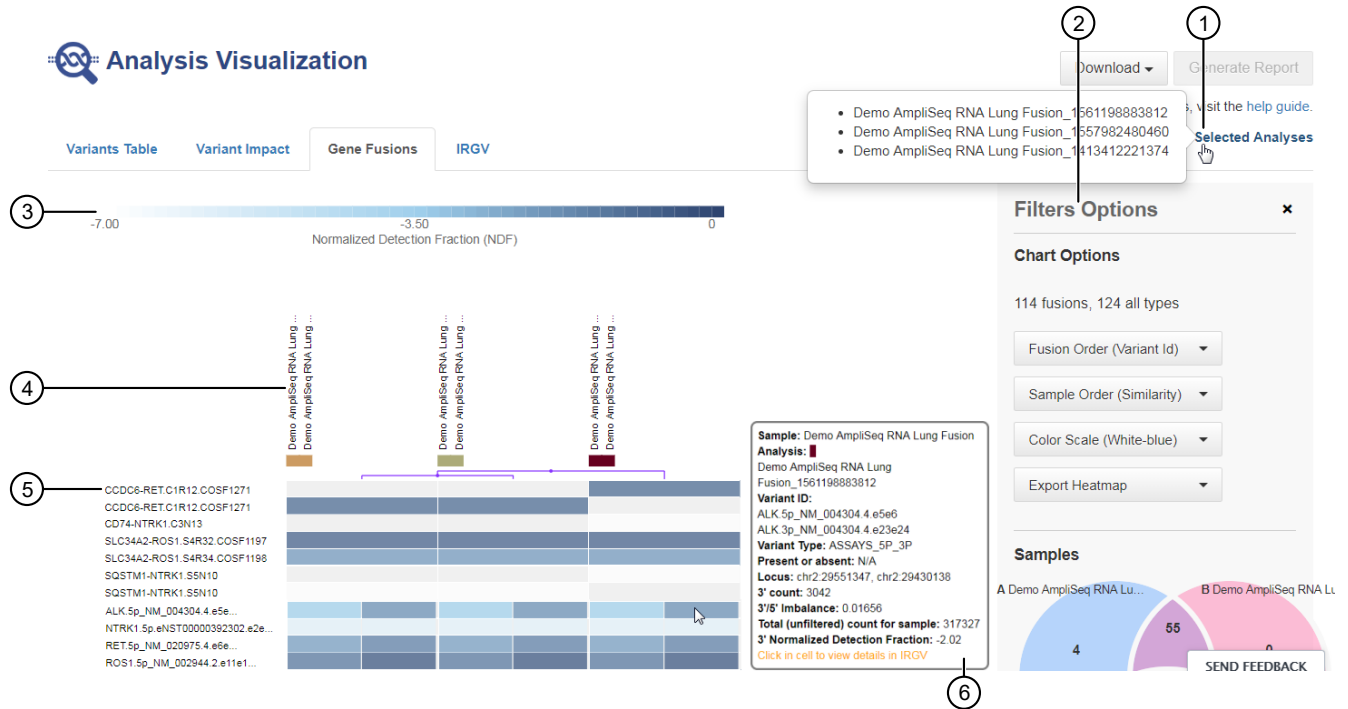 2
1
Analysis Visualization
Download
Generate Report
s, visit the help guide.
Demo AmpliSeq RNA Lung Fusion_1561198883812
Demo AmpliSeq RNA Lung Fusion_1557982480460
Demo AmpliSeq RNA Lung Fusion_1413412221374
Selected Analyses
Variants Table
Variant Impact
Gene Fusions
IRGV
3
-7.00
-3.50
0
Normalized Detection Fraction (NDF)
Filters Options
×
Chart Options
114 fusions, 124 all types
Fusion Order (Variant Id)
Sample Order (Similarity)
Color Scale (White-blue)
Export Heatmap
4
Demo AmpliSeq RNA Lung ...
Demo AmpliSeq RNA Lung ...
Demo AmpliSeq RNA Lung ...
Demo AmpliSeq RNA Lung ...
Demo AmpliSeq RNA Lung ...
Demo AmpliSeq RNA Lung ...
5
CCDC6-RET.C1R12.COSF1271
CCDC6-RET.C1R12.COSF1271
CD74-NTRK1.C3N13
SLC34A2-ROS1.S4R32.COSF1197
SLC34A2-ROS1.S4R34.COSF1198
SQSTM1-NTRK1.S5N10
SQSTM1-NTRK1.S5N10
ALK.5p_NM_004304.4.e5e...
NTRK1.5p.eNST00000392302.e2e...
RET.5p_NM_020975.4.e6e...
ROS1.5p_NM_002944.2.e11e1...
Sample: Demo AmpliSeq RNA Lung Fusion
Analysis:
Demo AmpliSeq RNA Lung
Fusion_1561198883812
Variant ID:
ALK.5p_NM_004304.4.e5e6
ALK.3p_NM_004304.4.e23e24
Variant Type: ASSAYS_5P_3P
Present or absent: N/A
Locus: chr2:29551347, chr2:29430138
3' count: 3042
3'/5' Imbalance: 0.01656
Total (unfiltered) count for sample: 317327
3' Normalized Detection Fraction: -2.02
Click in cell to view details in IRGV
6
Samples
A Demo AmpliSeq RNA Lu...
B Demo AmpliSeq RNA Lu
4
55
SEND FEEDBACK